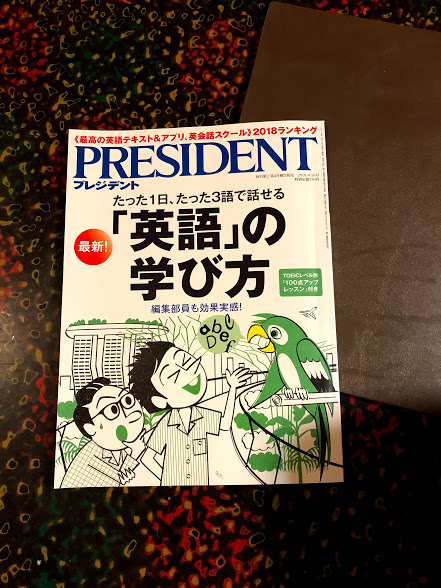 《最高の英語テキスト&アプリ、英会話スクール》2018ランキング
PRESIDENT
プレジデント
たった1日、たった3語で話せる
最新!
「英語」の
学び方
TOEICレベル別
「100点アップ
レッスン」付き
編集部員も効果実感!
abc
Def